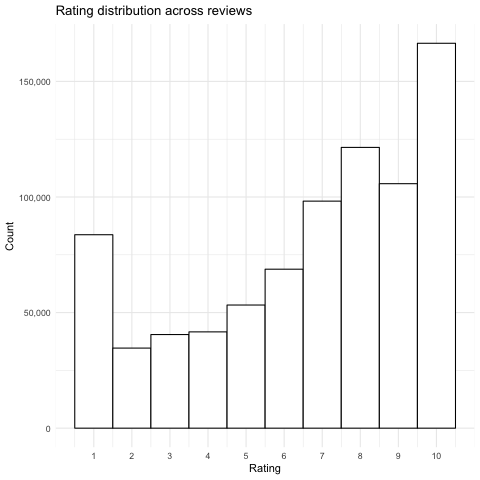 Rating distribution across reviews
150,000
100,000
50,000
0
Count
1 2 3 4 5 6 7 8 9 10
Rating